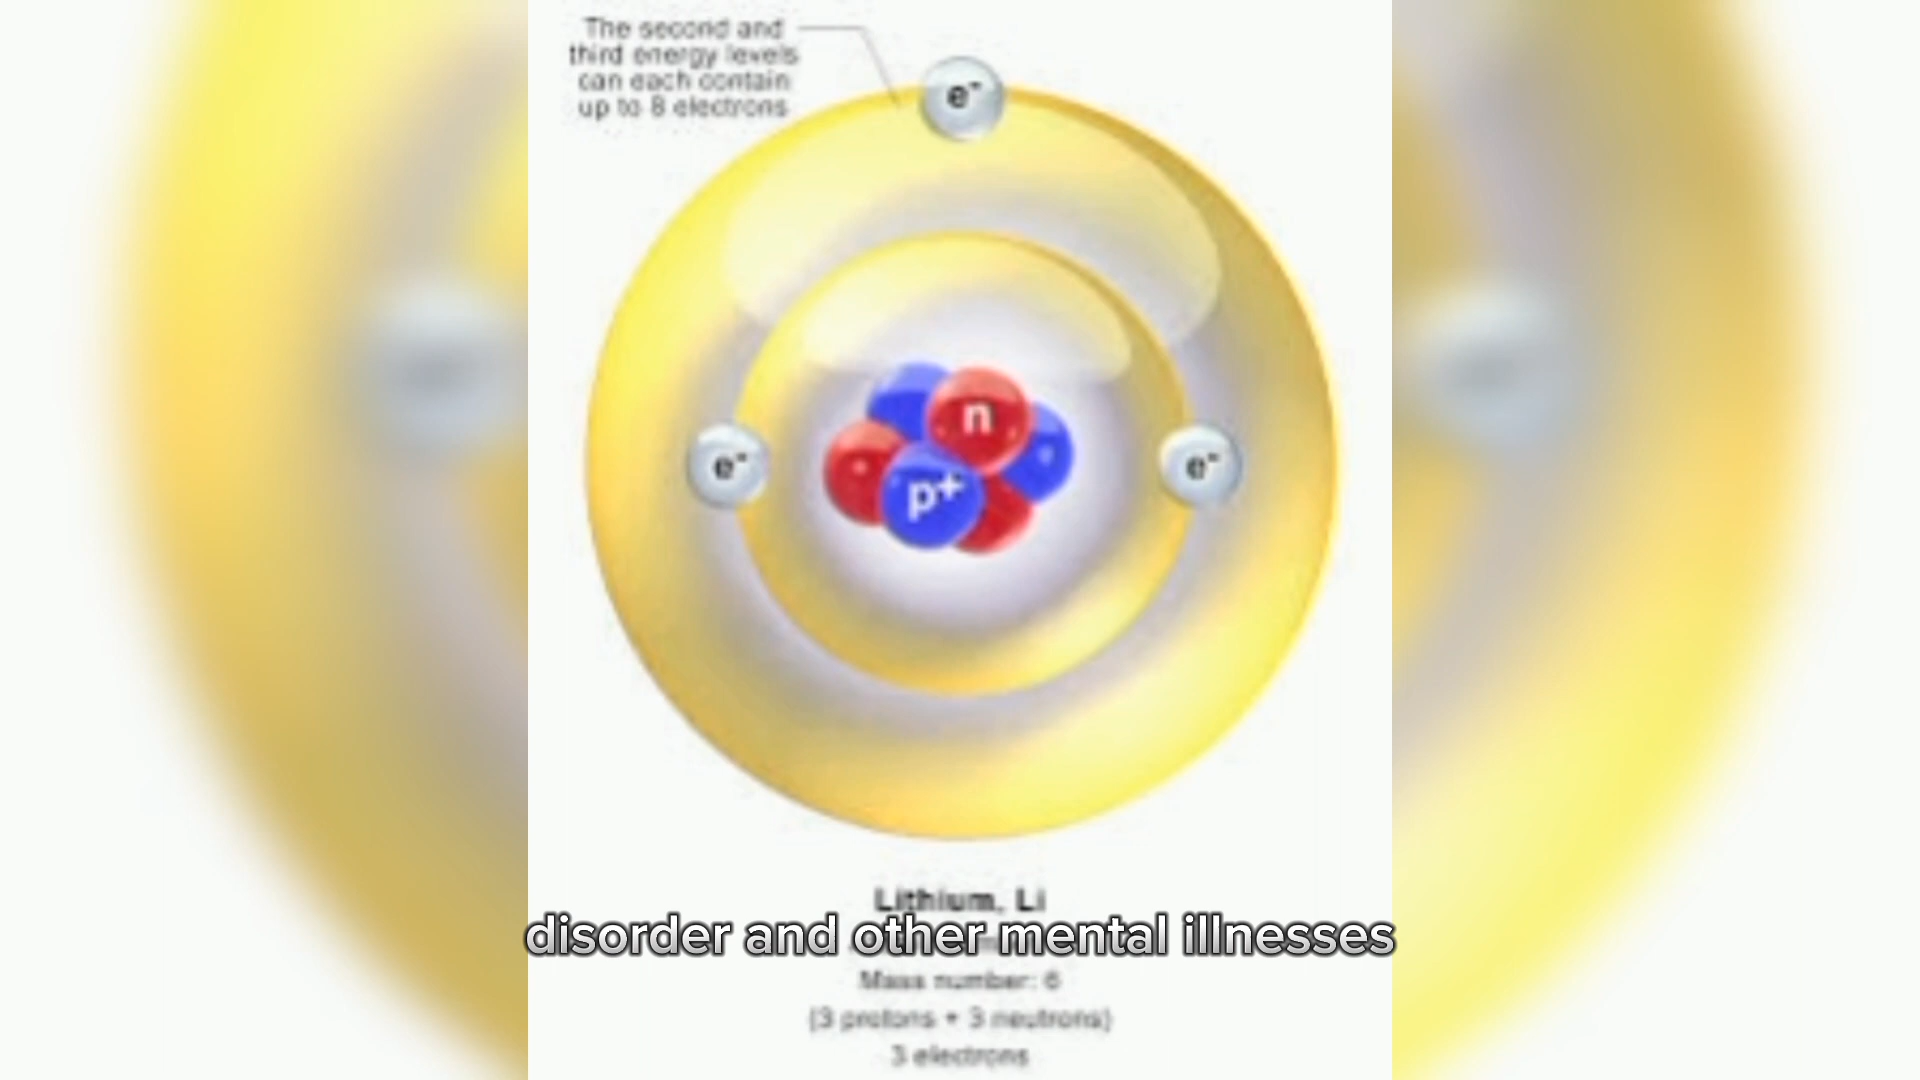 The second and
third energy levels
can each contain
up to 8 electrons
e⁻
n
e⁻
p+
e⁻
Lithium, Li
disorder and other mental illnesses
Mass number: 6
(3 protons + 3 neutrons)
3 electrons